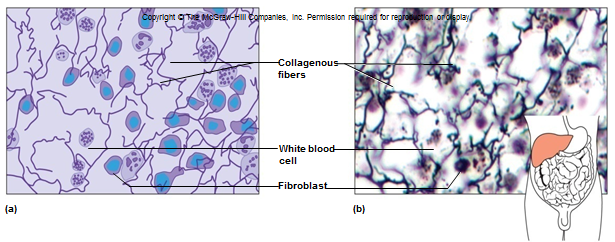 Copyright © The McGraw-Hill Companies, Inc. Permission required for reproduction or display.
Collagenous
fibers
White blood
cell
Fibroblast
(a)
(b)